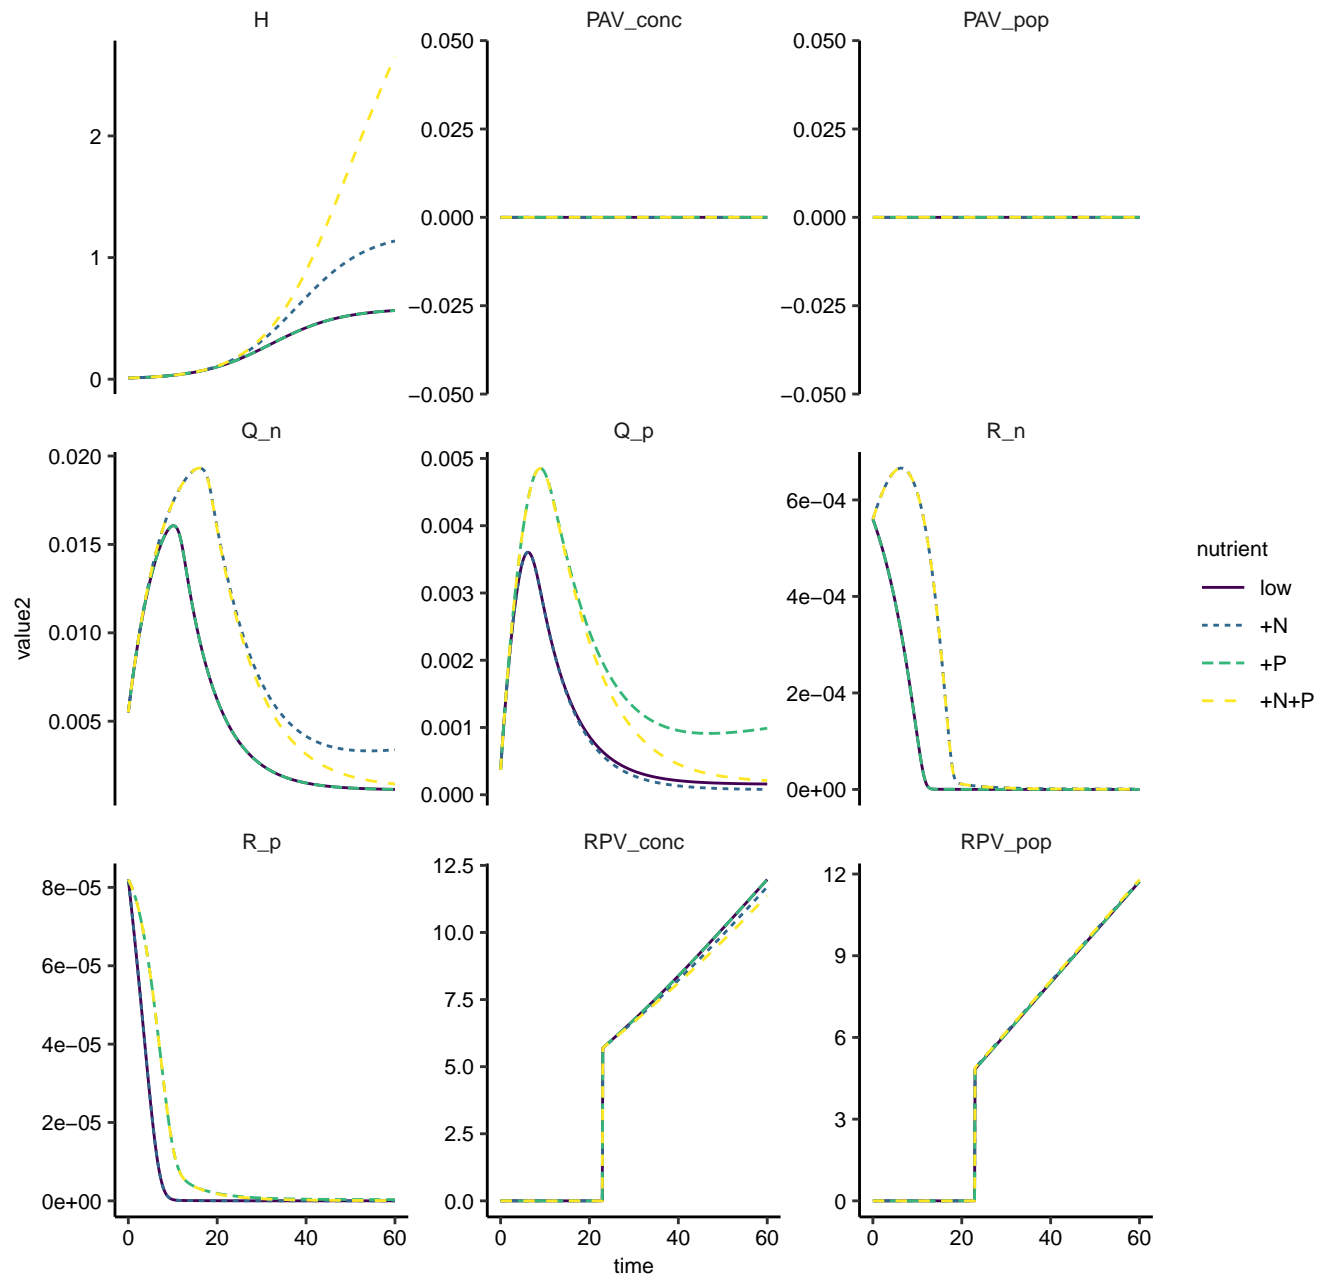 H
PAV_conc
PAV_pop
2
1
0
0.050
0.025
0.000
−0.025
−0.050
0.050
0.025
0.000
−0.025
−0.050
Q_n
Q_p
R_n
0.020
0.015
0.010
0.005
0.005
0.004
0.003
0.002
0.001
0.000
6e−04
4e−04
2e−04
0e+00
R_p
RPV_conc
RPV_pop
8e−05
6e−05
4e−05
2e−05
0e+00
12.5
10.0
7.5
5.0
2.5
0.0
12
9
6
3
0
0 20 40 60
0 20 40 60
0 20 40 60
time
value2
nutrient
low
+N
+P
+N+P